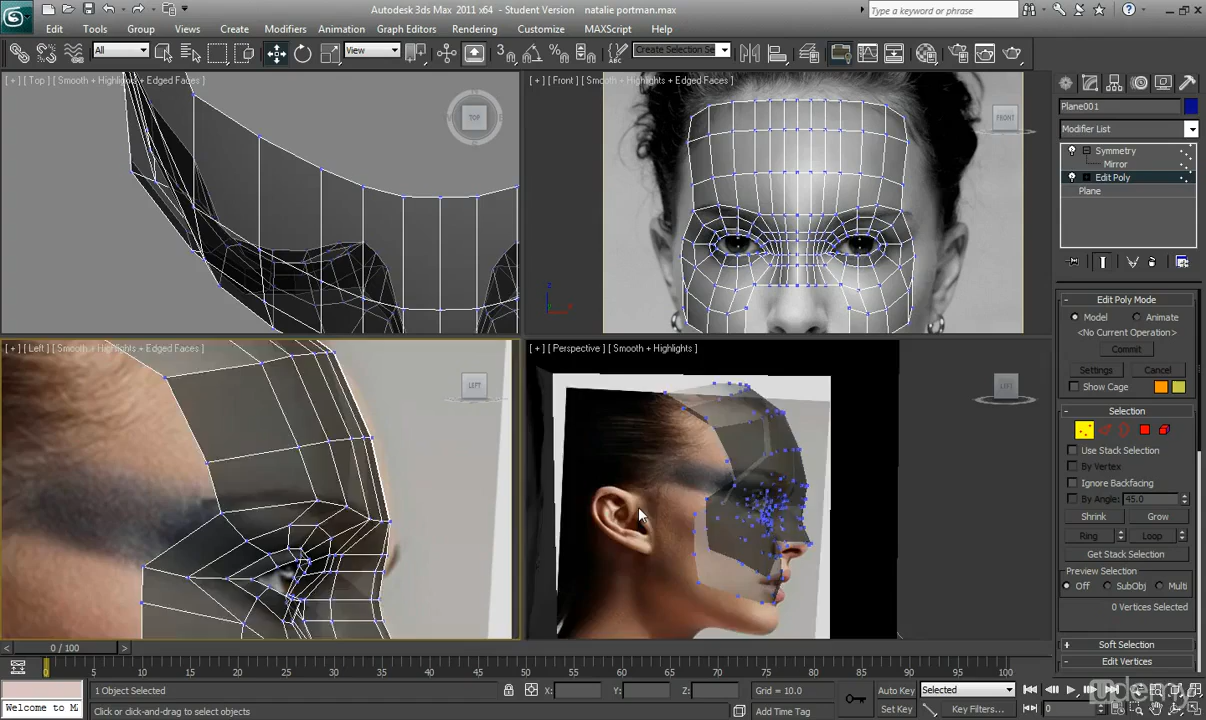 Autodesk 3ds Max 2011 x64 - Student Version natalie portman.max
Type a keyword or phrase
Edit Tools Group Views Create Modifiers Animation Graph Editors Rendering Customize MAXScript Help
All View Create Selection Se
[ + ] [ Top ] [ Smooth + Highlights + Edged Faces ]
TOP
[ + ] [ Front ] [ Smooth + Highlights + Edged Faces ]
FRONT
[ + ] [ Left ] [ Smooth + Highlights + Edged Faces ]
LEFT
[ + ] [ Perspective ] [ Smooth + Highlights ]
LEFT
Plane001
Modifier List
Symmetry
Mirror
Edit Poly
Plane
Edit Poly Mode
Model Animate
<No Current Operation>
Commit
Settings Cancel
Show Cage
Selection
Use Stack Selection
By Vertex
Ignore Backfacing
By Angle: 45.0
Shrink Grow
Ring Loop
Get Stack Selection
Preview Selection
Off SubObj Multi
0 Vertices Selected
Soft Selection
Edit Vertices
0 / 100
0 5 10 15 20 25 30 35 40 45 50 55 60 65 70 75 80 85 90 95 100
1 Object Selected X: Y: Z: Grid = 10.0 Auto Key Selected
Welcome to Click or click-and-drag to select objects Add Time Tag Set Key Key Filters... 0
udemy